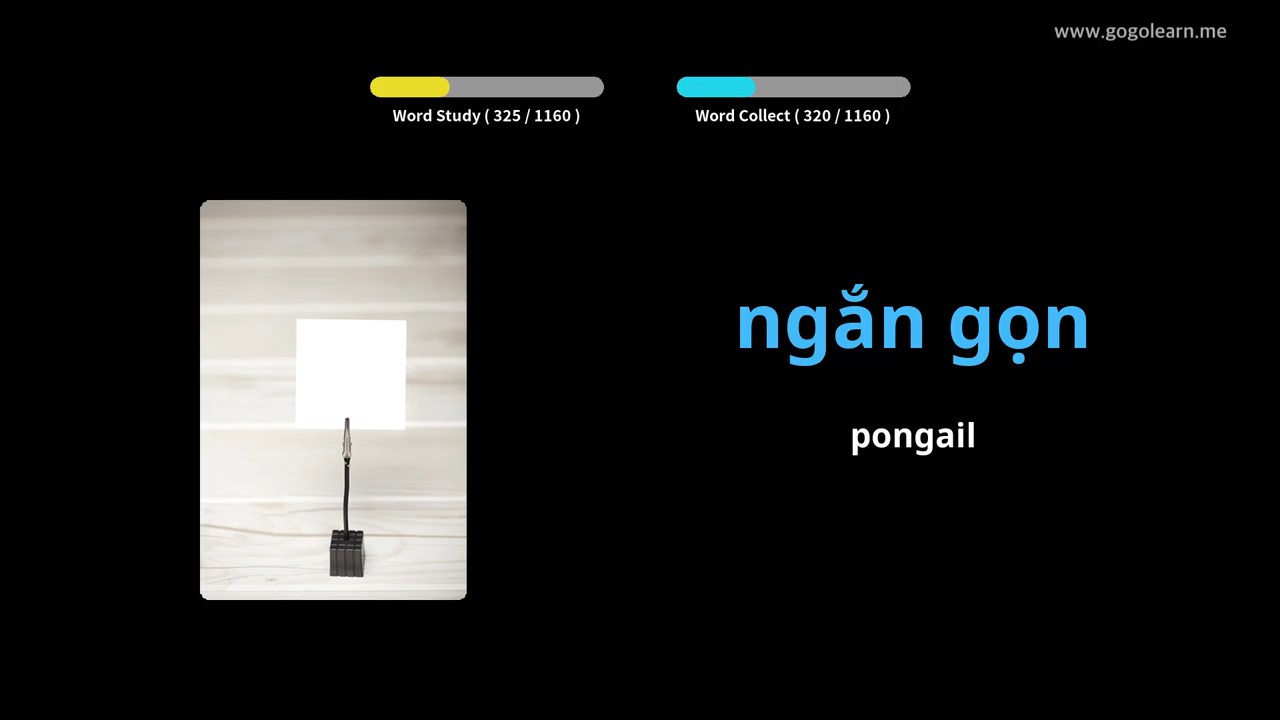 www.gogolearn.me
Word Study ( 325 / 1160 )
Word Collect ( 320 / 1160 )
ngắn gọn
pongail